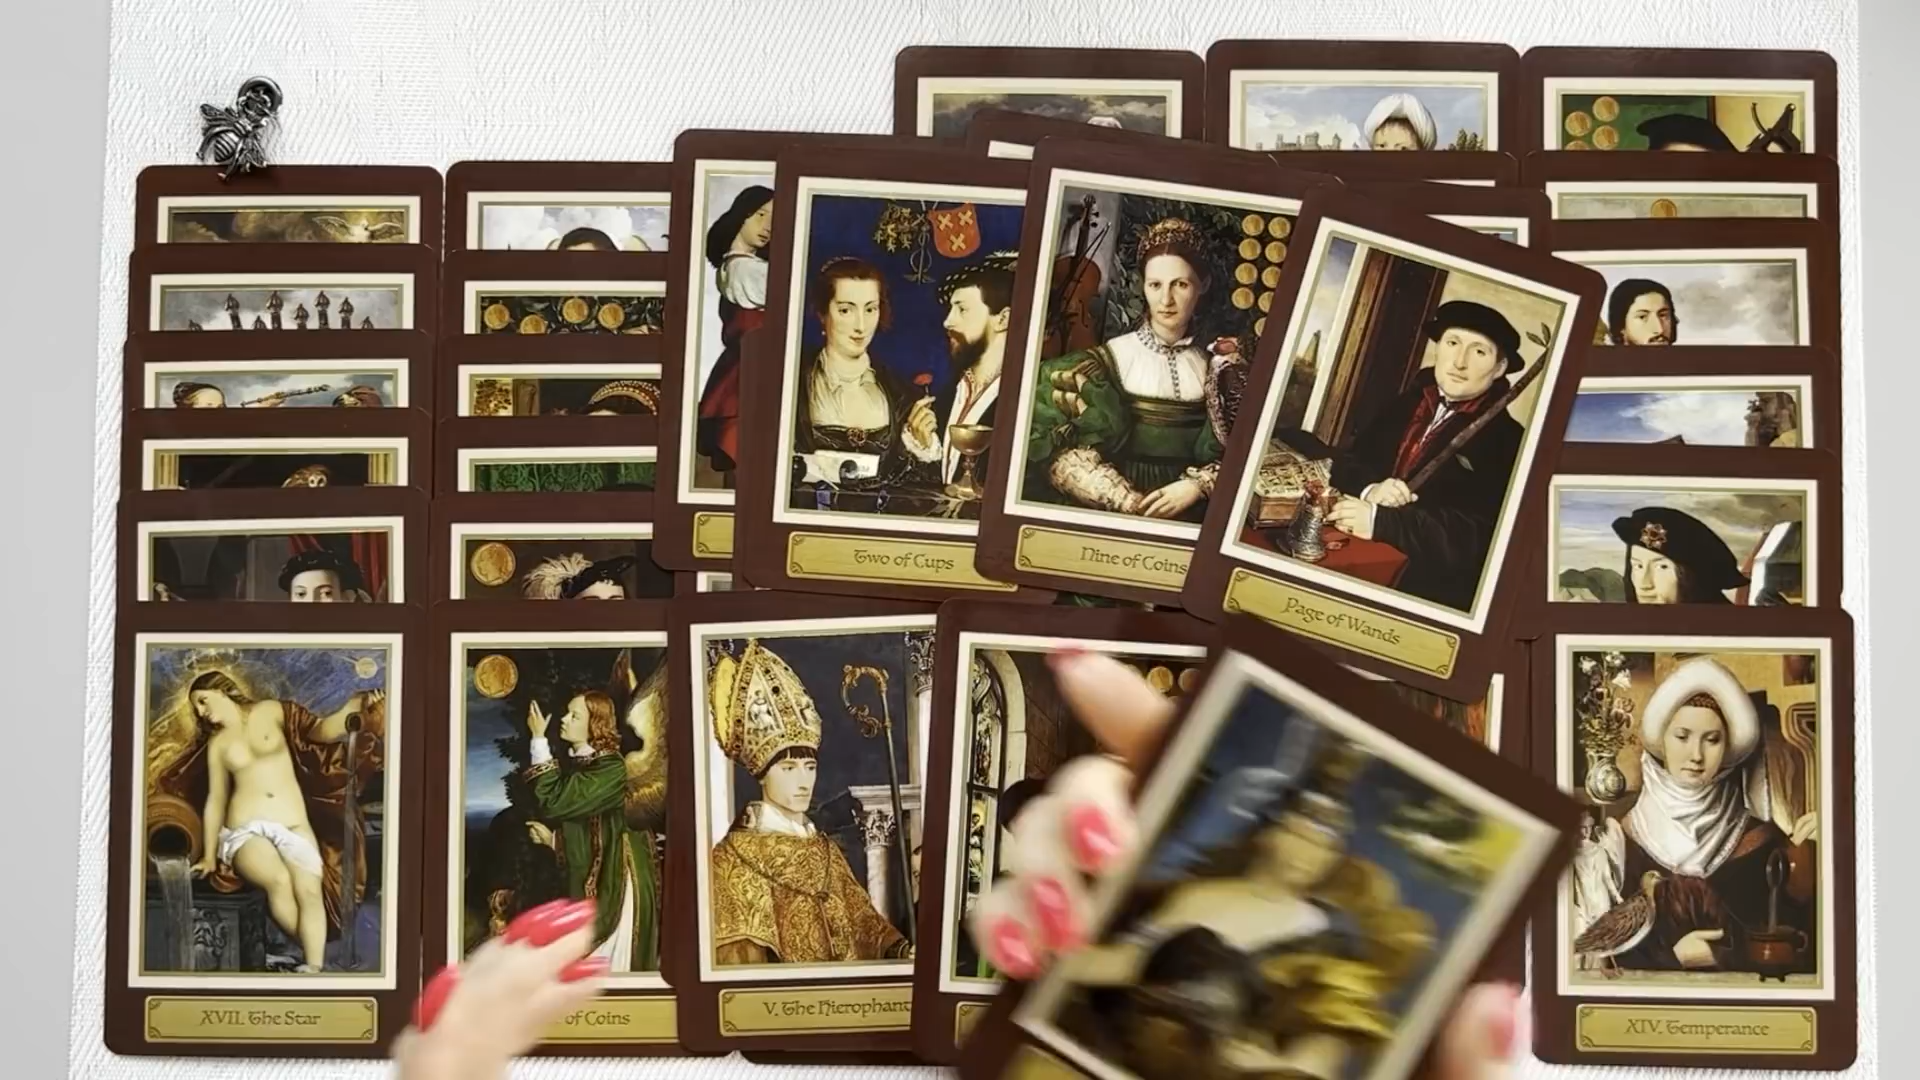 Two of Cups
Nine of Coins
Page of Wands
XVII. The Star
of Coins
V. The Hierophant
XIV. Temperance